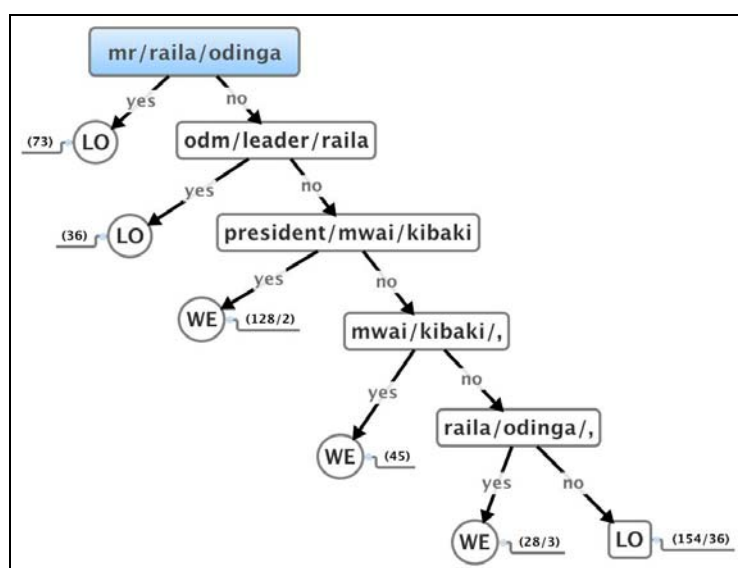 mr/raila/odinga
yes
no
(73)
LO
odm/leader/raila
yes
no
(36)
LO
president/mwai/kibaki
yes
no
WE
(128/2)
mwai/kibaki/,
yes
no
WE
(45)
raila/odinga/,
yes
no
WE
(28/3)
LO
(154/36)